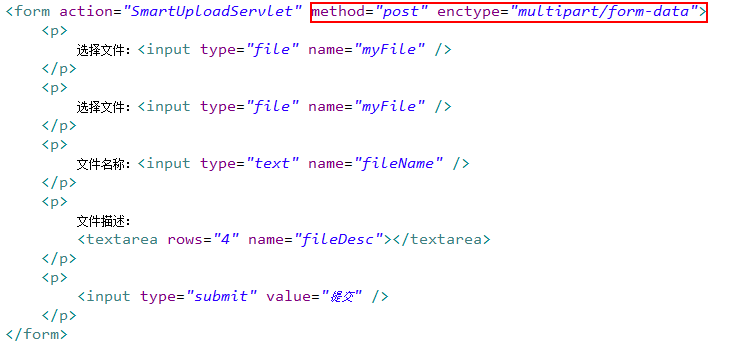 <form action="SmartUploadServlet" method="post" enctype="multipart/form-data">
<p>
选择文件：<input type="file" name="myFile" />
</p>
<p>
选择文件：<input type="file" name="myFile" />
</p>
<p>
文件名称：<input type="text" name="fileName" />
</p>
<p>
文件描述：
<textarea rows="4" name="fileDesc"></textarea>
</p>
<p>
<input type="submit" value="提交" />
</p>
</form>